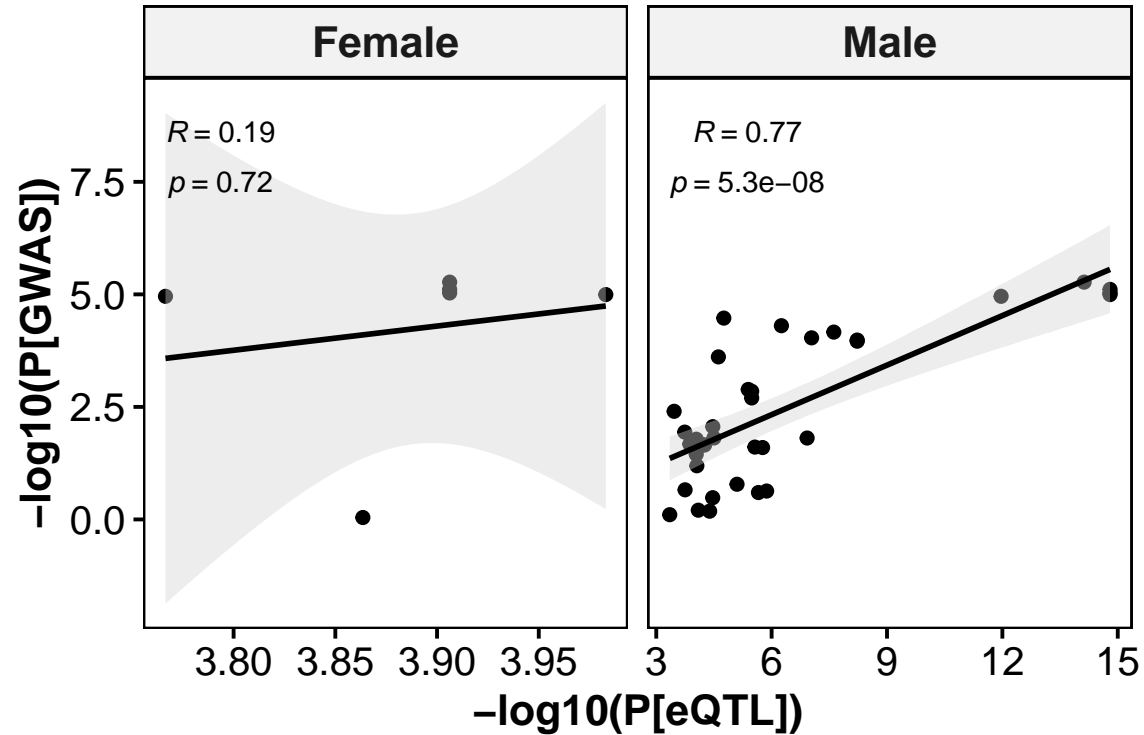 Female
Male
R = 0.19
p = 0.72
R = 0.77
p = 5.3e−08
−log10(P[GWAS])
7.5
5.0
2.5
0.0
3.80 3.85 3.90 3.95
3 6 9 12 15
−log10(P[eQTL])